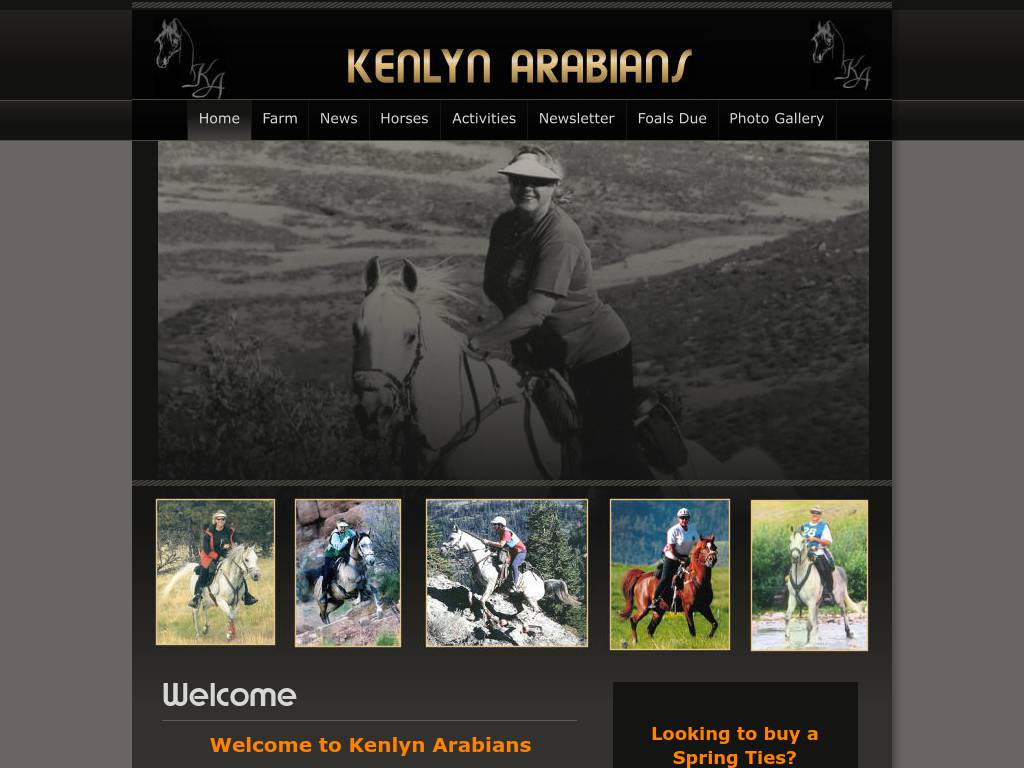 KA
KENLYN ARABIANS
KA
Home Farm News Horses Activities Newsletter Foals Due Photo Gallery
Welcome
Welcome to Kenlyn Arabians
Looking to buy a
Spring Ties?